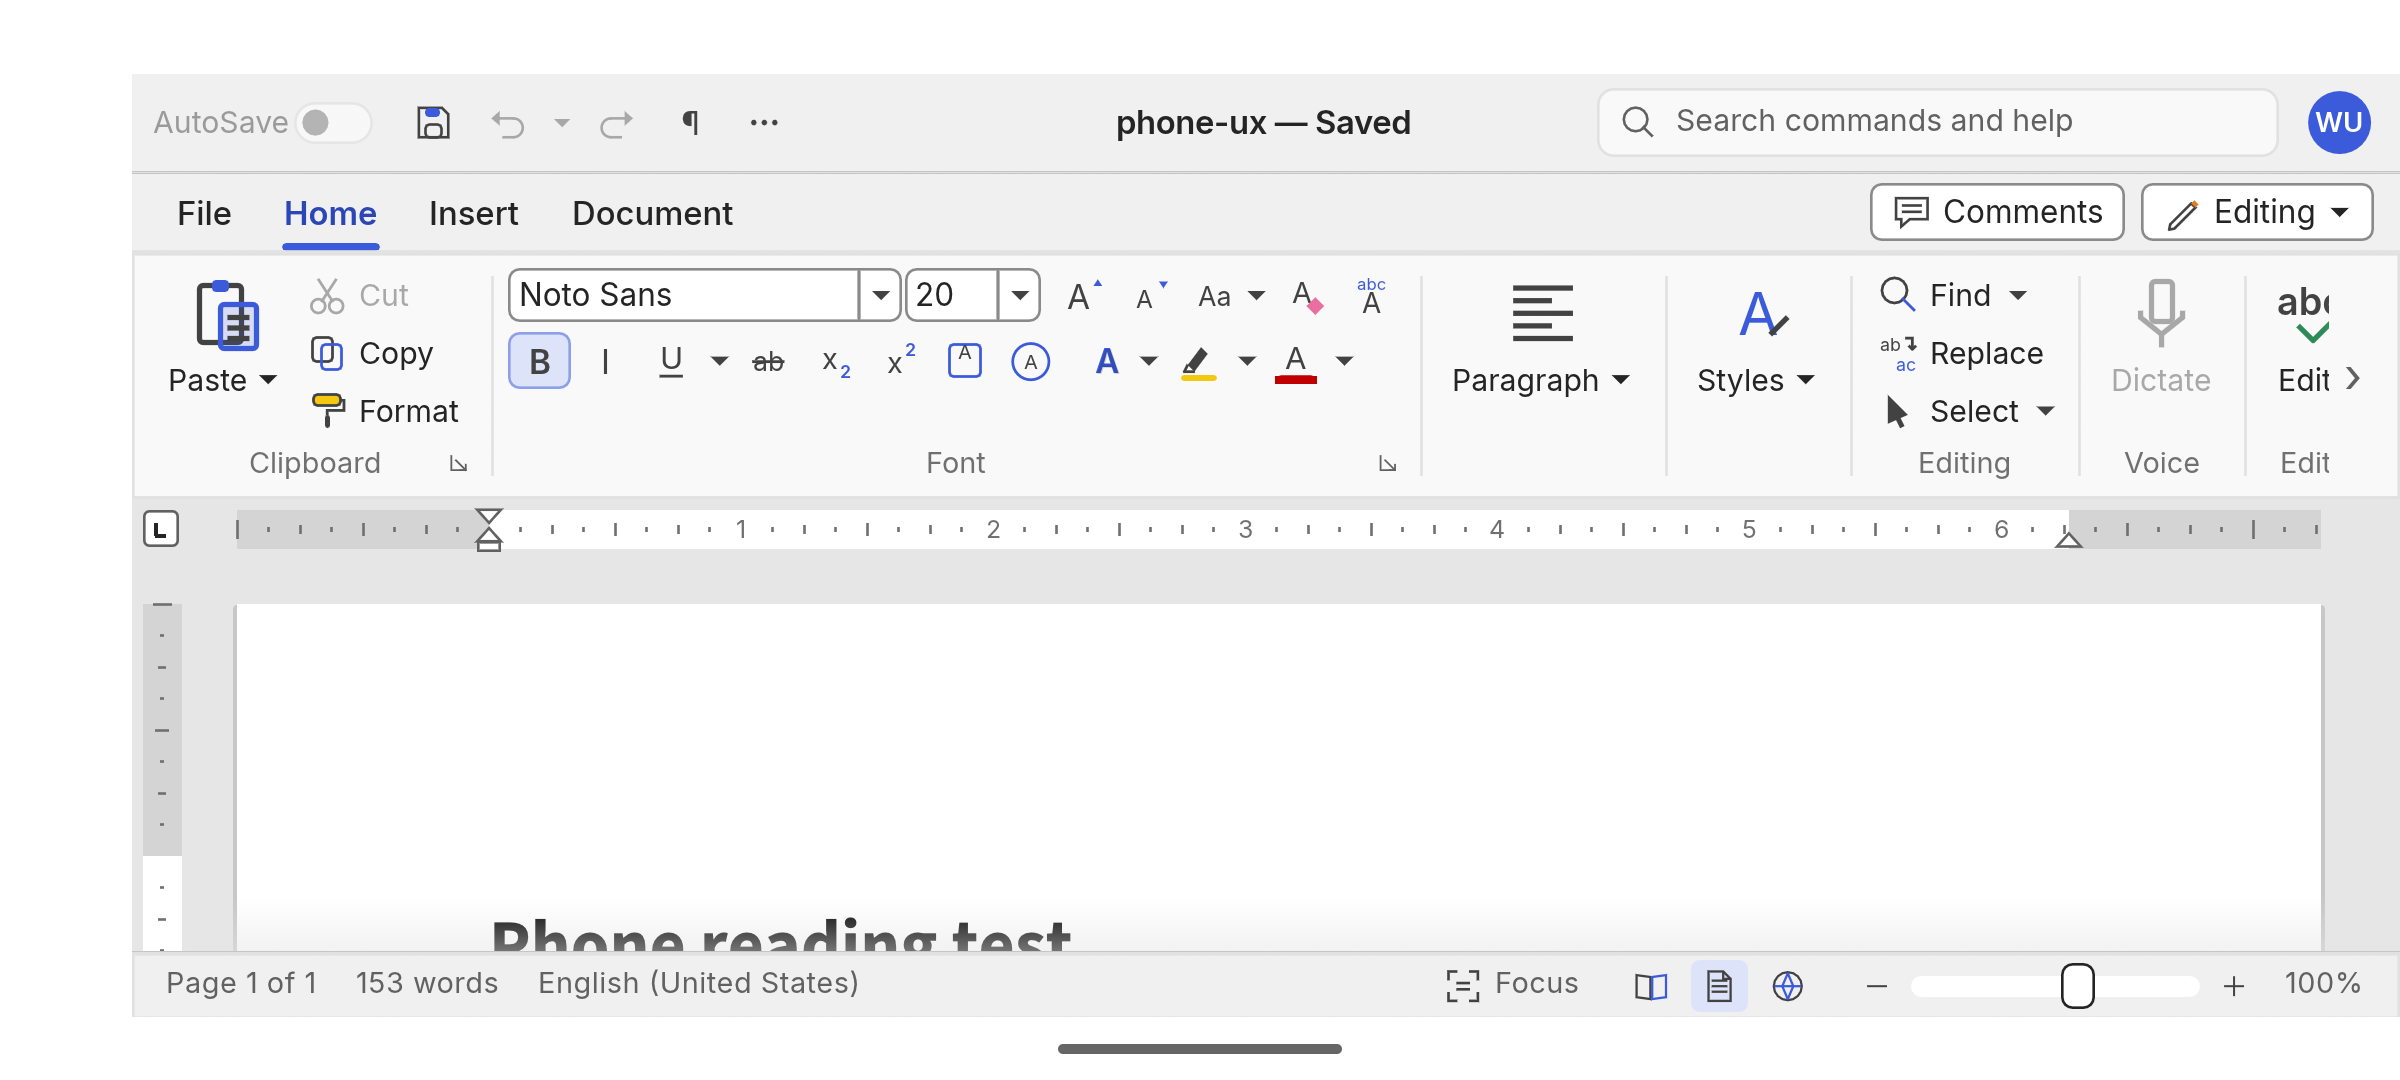 AutoSave
phone-ux — Saved
Search commands and help
WU
File Home Insert Document
Comments Editing
Paste
Cut
Copy
Format
Clipboard
Noto Sans 20
Font
Paragraph
Styles
Find
Replace
Select
Editing
Dictate
Voice
abc
Edit
Edit
1 2 3 4 5 6
Phone reading test
Page 1 of 1 153 words English (United States)
Focus 100%